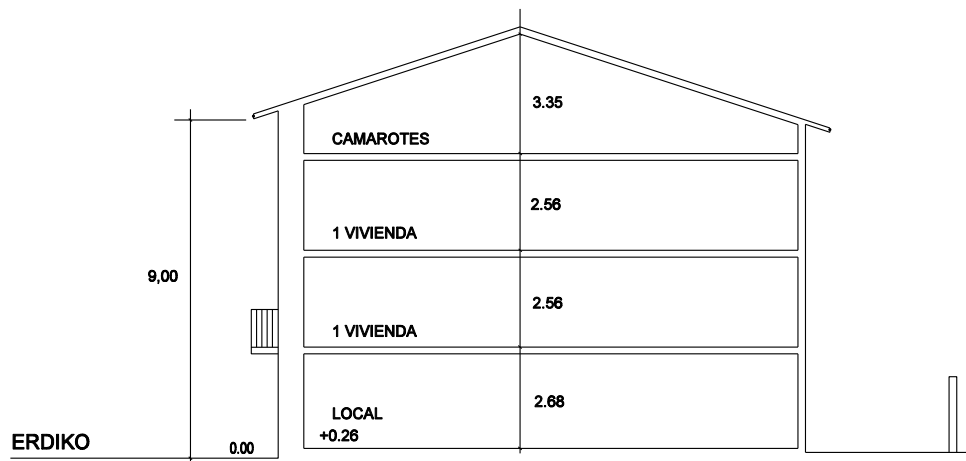 3.35
CAMAROTES
2.56
1 VIVIENDA
9,00
2.56
1 VIVIENDA
2.68
LOCAL
+0.26
ERDIKO
0.00